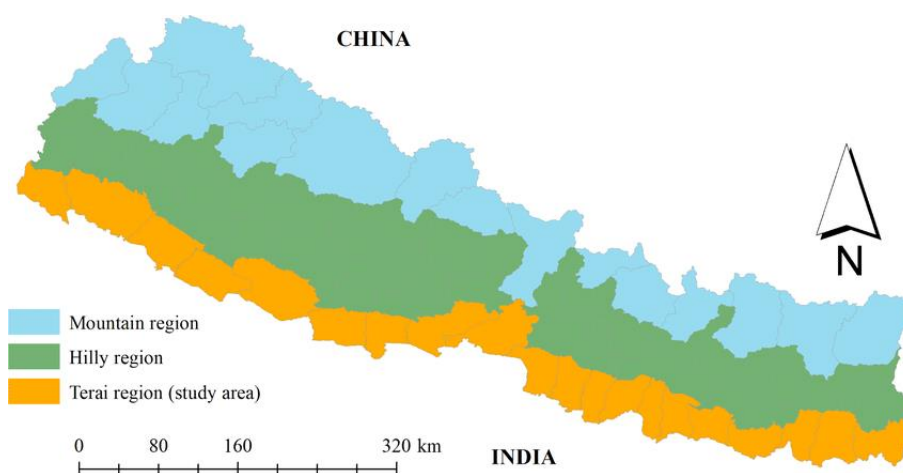 CHINA
N
Mountain region
Hilly region
Terai region (study area)
0 80 160 320 km
INDIA